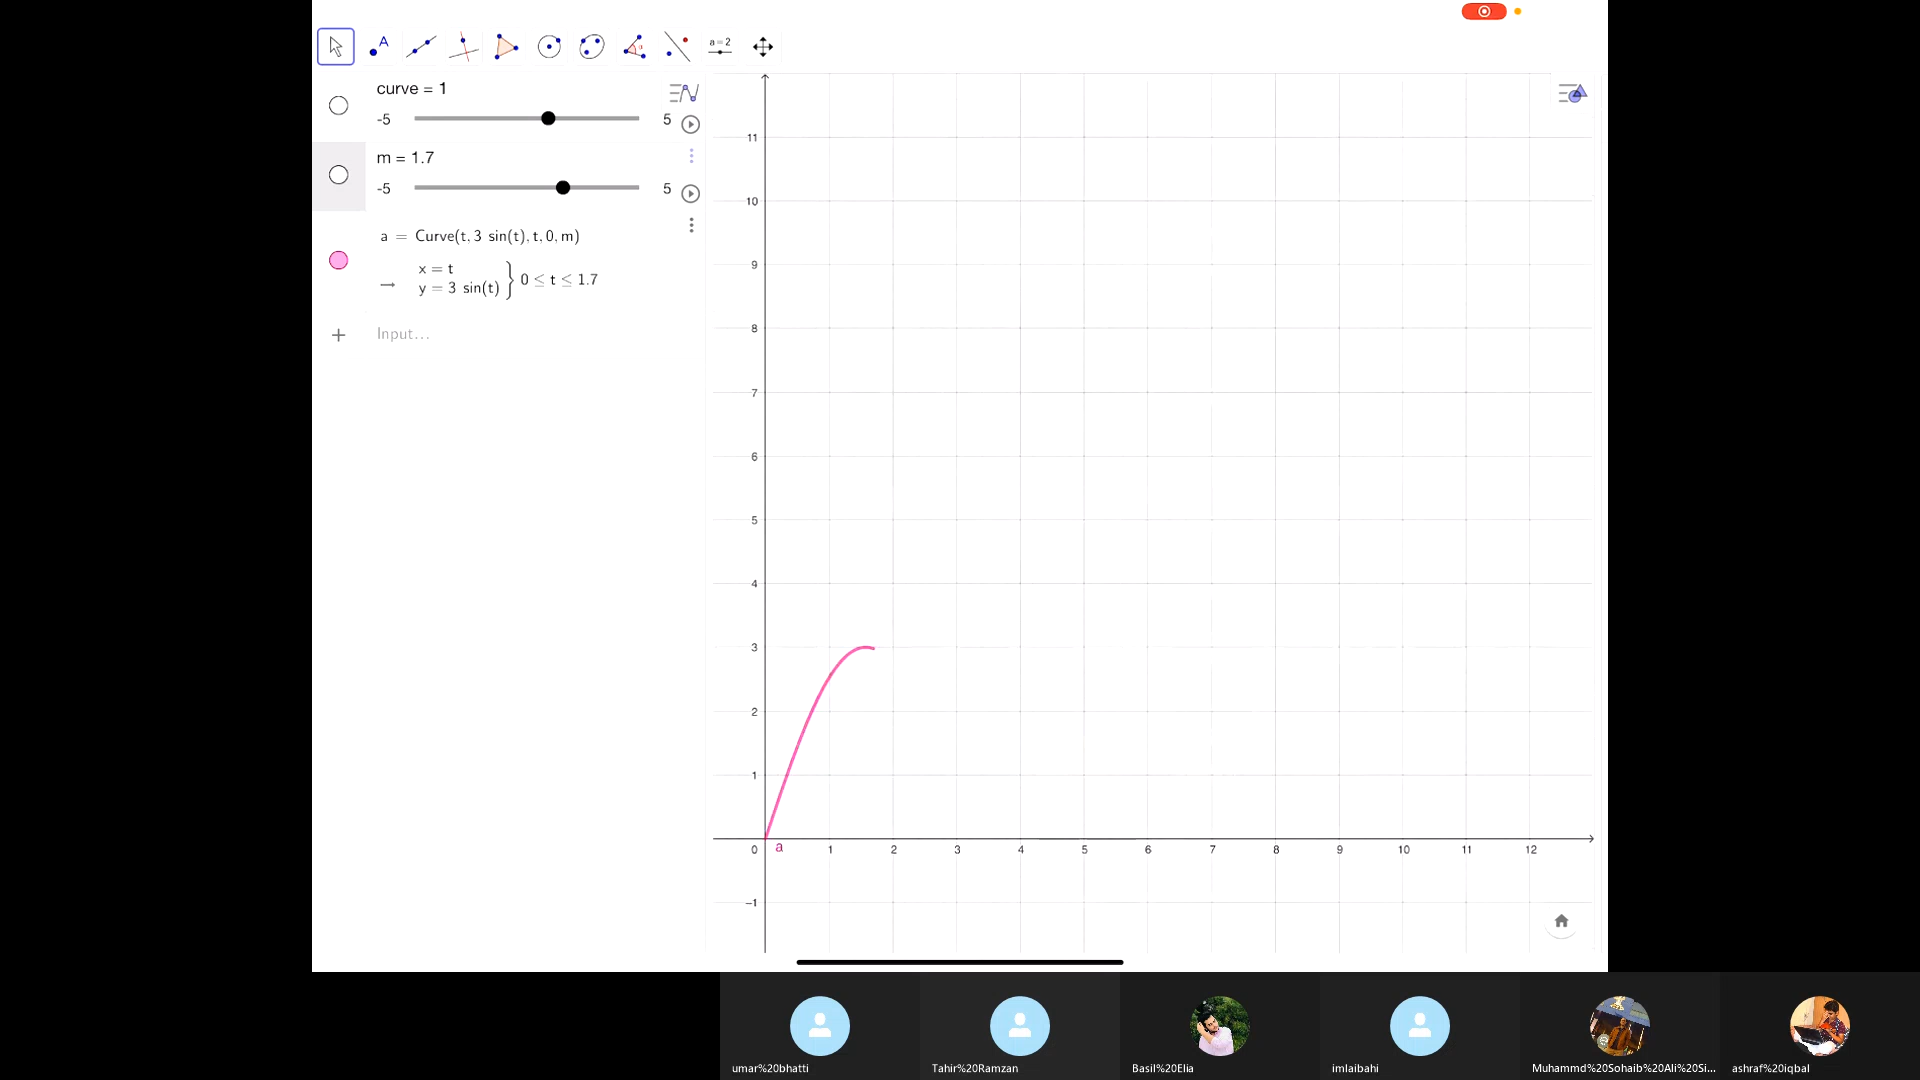 A
a = 2
curve = 1
-5
5
m = 1.7
-5
5
a = Curve(t, 3 sin(t), t, 0, m)
→ x = t
y = 3 sin(t) } 0 ≤ t ≤ 1.7
+ Input...
11
10
9
8
7
6
5
4
3
2
1
0 a 1 2 3 4 5 6 7 8 9 10 11 12
–1
umar%20bhatti
Tahir%20Ramzan
Basil%20Elia
imlaibahi
Muhammd%20Sohaib%20Ali%20Si...
ashraf%20iqbal